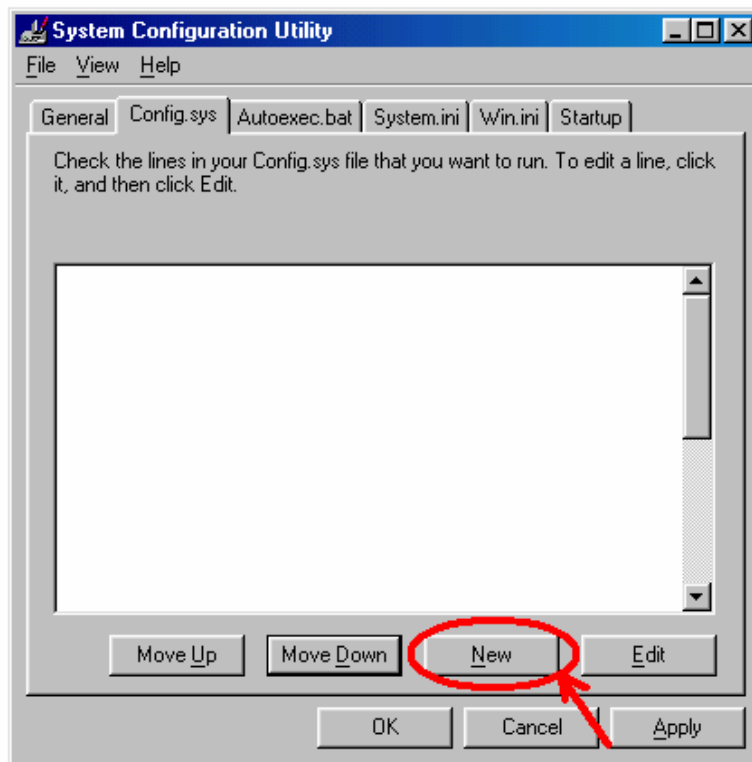 System Configuration Utility
File View Help
General Config.sys Autoexec.bat System.ini Win.ini Startup
Check the lines in your Config.sys file that you want to run. To edit a line, click
it, and then click Edit.
Move Up Move Down New Edit
OK Cancel Apply